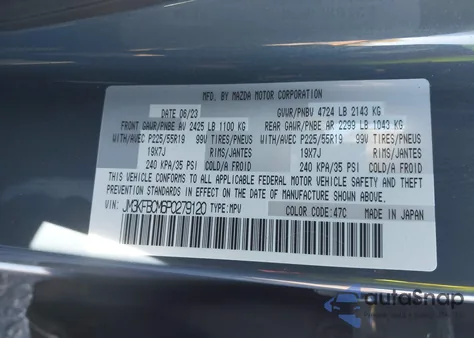 MFD. BY MAZDA MOTOR CORPORATION
DATE 06/23 GVWR/PNBV 4724 LB 2143 KG
FRONT GAWR/PNBE AV 2425 LB 1100 KG REAR GAWR/PNBE AR 2299 LB 1043 KG
WITH/AVEC P225/55R19 99V TIRES/PNEUS WITH/AVEC P225/55R19 99V TIRES/PNEUS
19X7J RIMS/JANTES 19X7J RIMS/JANTES
240 KPA/35 PSI COLD/A FROID 240 KPA/35 PSI COLD/A FROID
THIS VEHICLE CONFORMS TO ALL APPLICABLE FEDERAL MOTOR VEHICLE SAFETY AND
THEFT PREVENTION STANDARDS IN EFFECT ON THE DATE OF MANUFACTURE SHOWN ABOVE.
VIN: JM3KFBCM6P0279120 TYPE:MPV COLOR CODE:47C MADE IN JAPAN
autoSnap